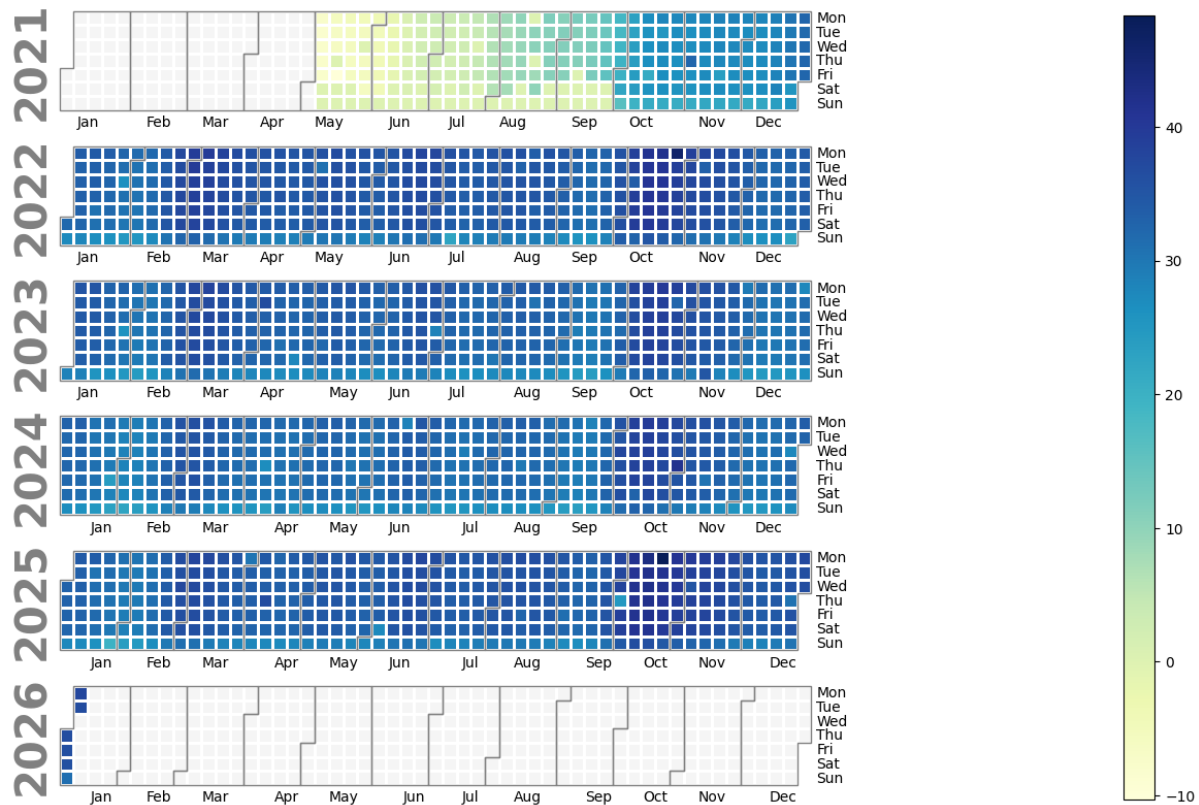 2021
Mon
Tue
Wed
Thu
Fri
Sat
Sun
Jan Feb Mar Apr May Jun Jul Aug Sep Oct Nov Dec
2022
Mon
Tue
Wed
Thu
Fri
Sat
Sun
Jan Feb Mar Apr May Jun Jul Aug Sep Oct Nov Dec
2023
Mon
Tue
Wed
Thu
Fri
Sat
Sun
Jan Feb Mar Apr May Jun Jul Aug Sep Oct Nov Dec
2024
Mon
Tue
Wed
Thu
Fri
Sat
Sun
Jan Feb Mar Apr May Jun Jul Aug Sep Oct Nov Dec
2025
Mon
Tue
Wed
Thu
Fri
Sat
Sun
Jan Feb Mar Apr May Jun Jul Aug Sep Oct Nov Dec
2026
Mon
Tue
Wed
Thu
Fri
Sat
Sun
Jan Feb Mar Apr May Jun Jul Aug Sep Oct Nov Dec
40
30
20
10
0
−10